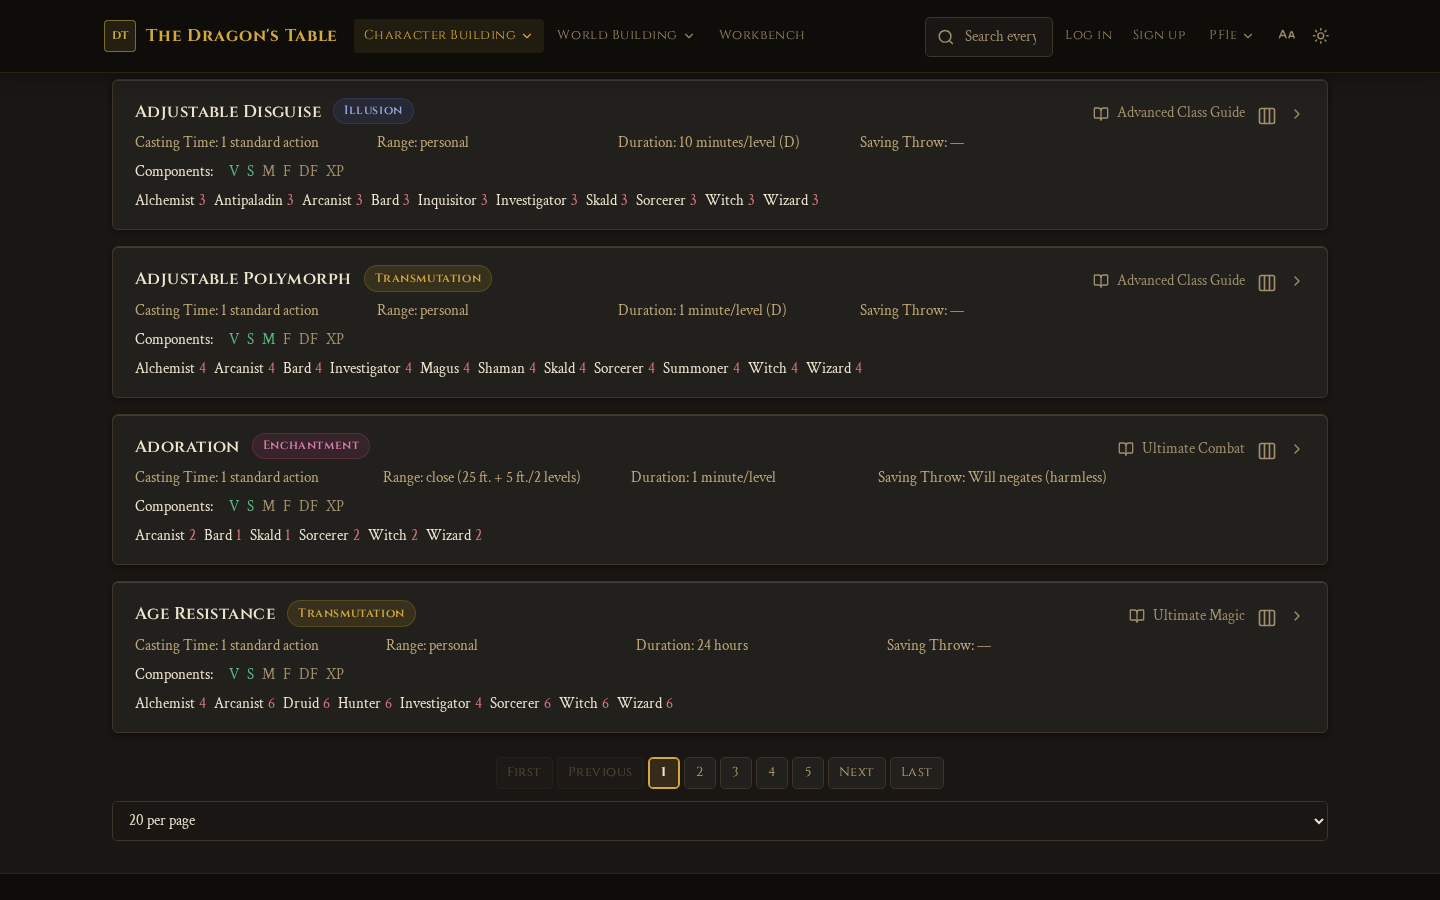 DT The Dragon's Table Character Building World Building Workbench Search every Log in Sign up PF1e Aa
Adjustable Disguise Illusion Advanced Class Guide
Casting Time: 1 standard action Range: personal Duration: 10 minutes/level (D) Saving Throw: —
Components: V S M F DF XP
Alchemist 3 Antipaladin 3 Arcanist 3 Bard 3 Inquisitor 3 Investigator 3 Skald 3 Sorcerer 3 Witch 3 Wizard 3
Adjustable Polymorph Transmutation Advanced Class Guide
Casting Time: 1 standard action Range: personal Duration: 1 minute/level (D) Saving Throw: —
Components: V S M F DF XP
Alchemist 4 Arcanist 4 Bard 4 Investigator 4 Magus 4 Shaman 4 Skald 4 Sorcerer 4 Summoner 4 Witch 4 Wizard 4
Adoration Enchantment Ultimate Combat
Casting Time: 1 standard action Range: close (25 ft. + 5 ft./2 levels) Duration: 1 minute/level Saving Throw: Will negates (harmless)
Components: V S M F DF XP
Arcanist 2 Bard 1 Skald 1 Sorcerer 2 Witch 2 Wizard 2
Age Resistance Transmutation Ultimate Magic
Casting Time: 1 standard action Range: personal Duration: 24 hours Saving Throw: —
Components: V S M F DF XP
Alchemist 4 Arcanist 6 Druid 6 Hunter 6 Investigator 4 Sorcerer 6 Witch 6 Wizard 6
First Previous 1 2 3 4 5 Next Last
20 per page